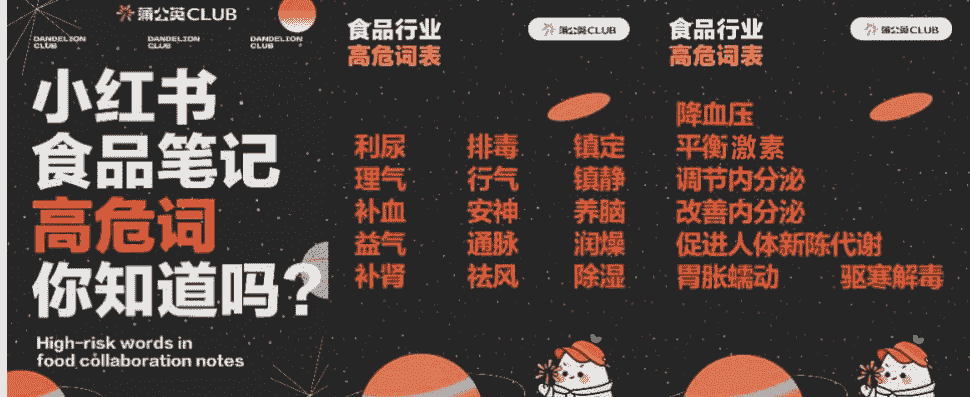 蒲公英CLUB
DANDELION CLUB
DANDELION CLUB
DANDELION CLUB
小红书
食品笔记
高危词
你知道吗?
High-risk words in
food collaboration notes
食品行业
高危词表
蒲公英CLUB
利尿 排毒 镇定
理气 行气 镇静
补血 安神 养脑
益气 通脉 润燥
补肾 祛风 除湿
食品行业
高危词表
蒲公英CLUB
降血压
平衡激素
调节内分泌
改善内分泌
促进人体新陈代谢
胃胀蠕动 驱寒解毒